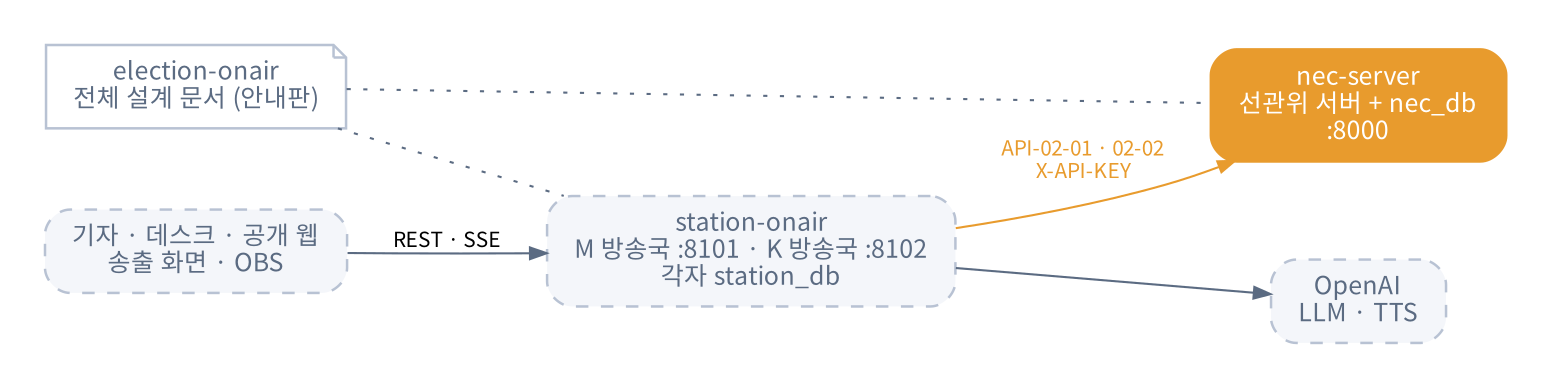 election-onair
전체 설계 문서 (안내판)
nec-server
선관위 서버 + nec_db
:8000
API-02-01 · 02-02
X-API-KEY
기자 · 데스크 · 공개 웹
송출 화면 · OBS
REST · SSE
station-onair
M 방송국 :8101 · K 방송국 :8102
각자 station_db
OpenAI
LLM · TTS